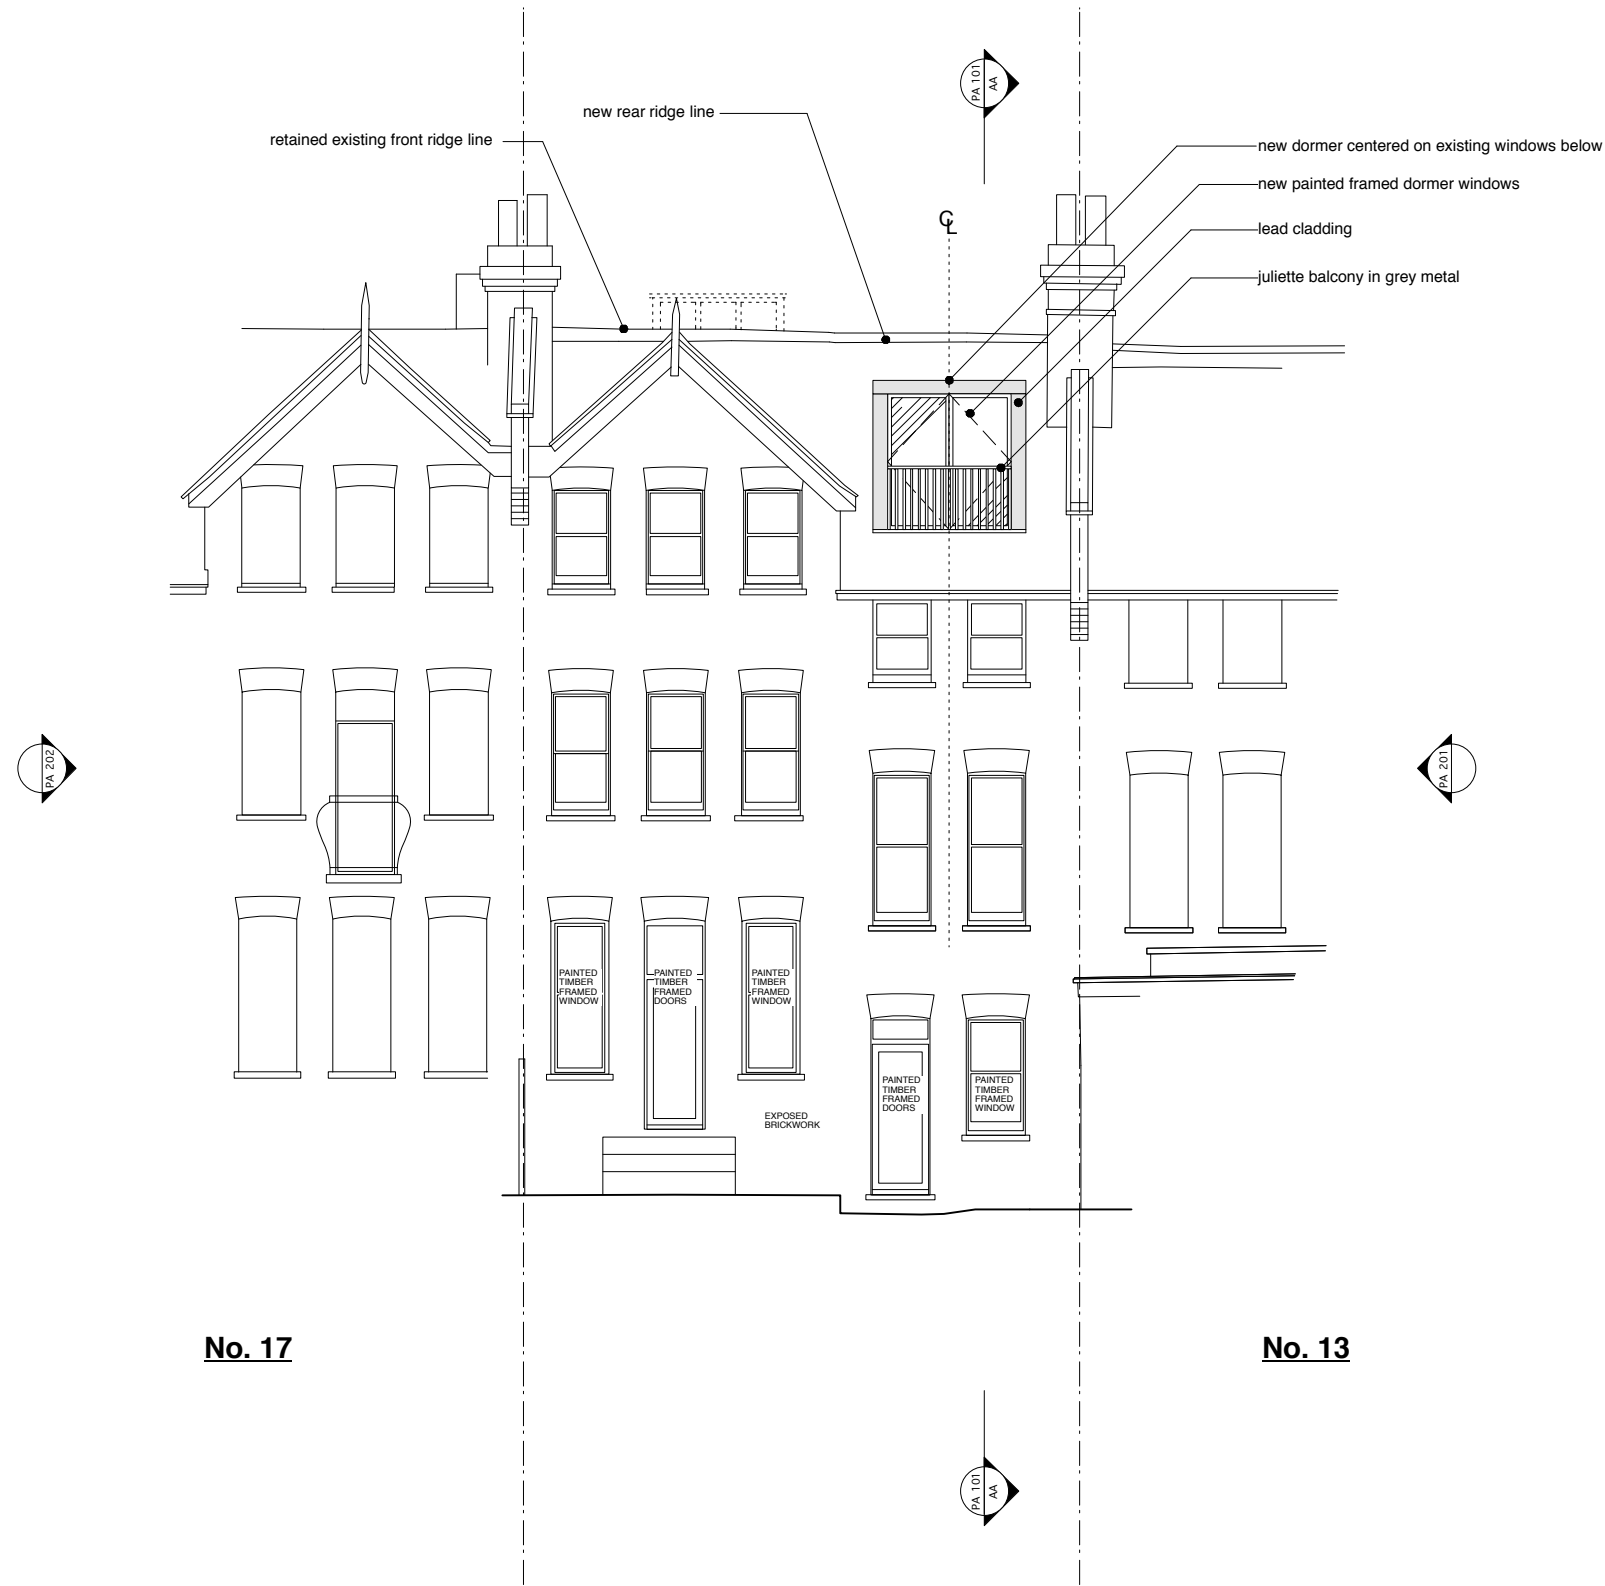 PA 101
AA
new rear ridge line
retained existing front ridge line
new dormer centered on existing windows below
new painted framed dormer windows
lead cladding
juliette balcony in grey metal
CL
PA 202
PA 201
PAINTED
TIMBER
FRAMED
WINDOW
PAINTED
TIMBER
FRAMED
DOORS
PAINTED
TIMBER
FRAMED
WINDOW
PAINTED
TIMBER
FRAMED
DOORS
PAINTED
TIMBER
FRAMED
WINDOW
EXPOSED
BRICKWORK
No. 17
No. 13
PA 101
AA